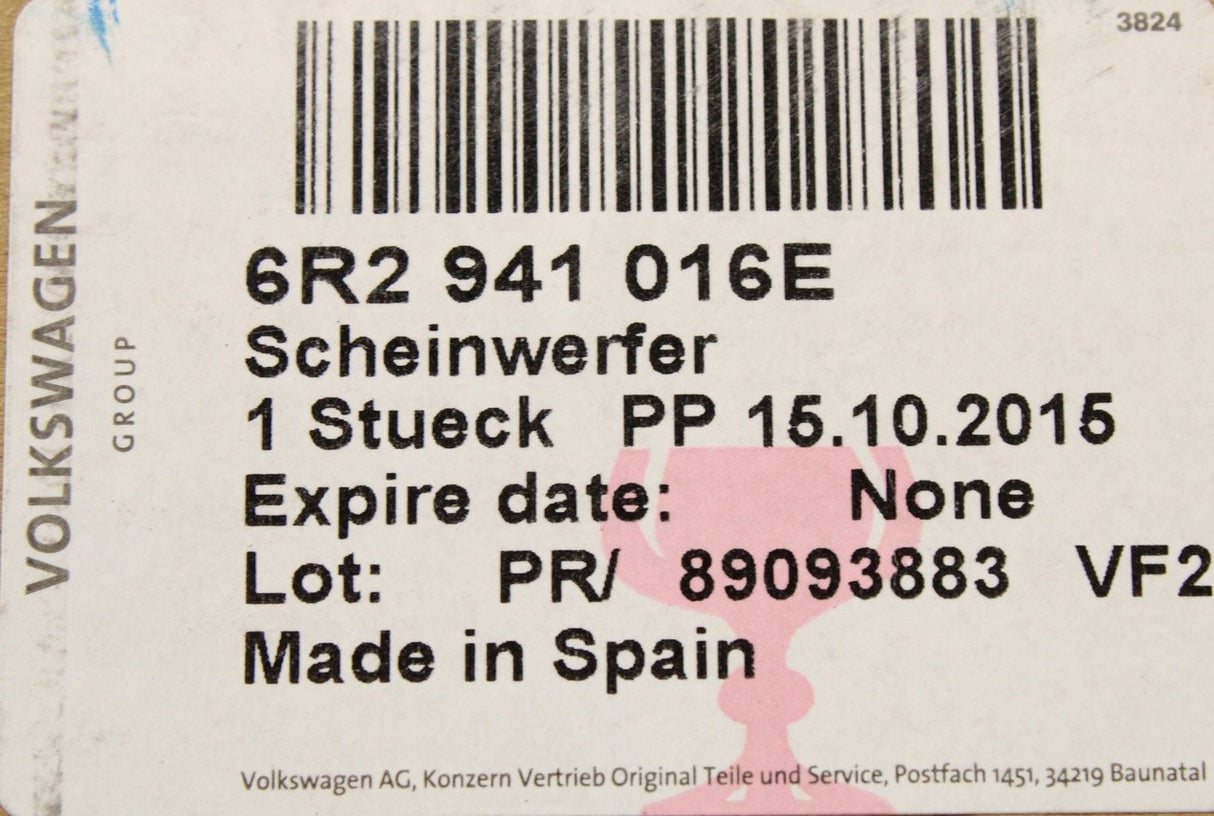 3824
VOLKSWAGEN
GROUP
6R2 941 016E
Scheinwerfer
1 Stueck PP 15.10.2015
Expire date: None
Lot: PR/ 89093883 VF2
Made in Spain
Volkswagen AG, Konzern Vertrieb Original Teile und Service, Postfach 1451, 34219 Baunatal